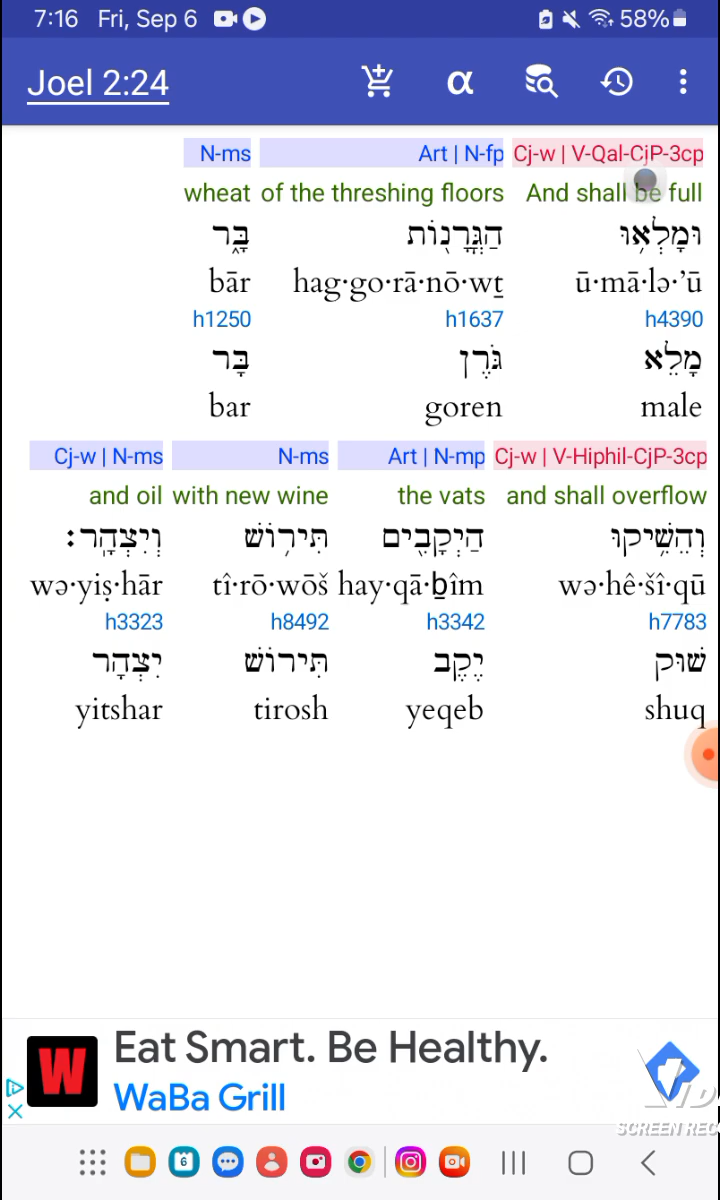 7:16 Fri, Sep 6 58%
Joel 2:24 α
N-ms Art | N-fp Cj-w | V-Qal-CjP-3cp
wheat of the threshing floors And shall be full
וּמָלְא֥וּ הַגֳּרָנ֖וֹת בָּ֑ר
bār hag·go·rā·nō·wṯ ū·mā·lə·’ū
h1250 h1637 h4390
מָלֵא גֹּרֶן בָּר
bar goren male
Cj-w | N-ms N-ms Art | N-mp Cj-w | V-Hiphil-CjP-3cp
and oil with new wine the vats and shall overflow
וְהֵשִׁ֥יקוּ הַיְקָבִ֖ים תִּיר֥וֹשׁ וְיִצְהָֽר׃
wə·yiṣ·hār tî·rō·wōš hay·qā·ḇîm wə·hê·šî·qū
h3323 h8492 h3342 h7783
שׁוּק יֶקֶב תִּירוֹשׁ יִצְהָר
yitshar tirosh yeqeb shuq
W Eat Smart. Be Healthy.
WaBa Grill
SCREEN REC
6